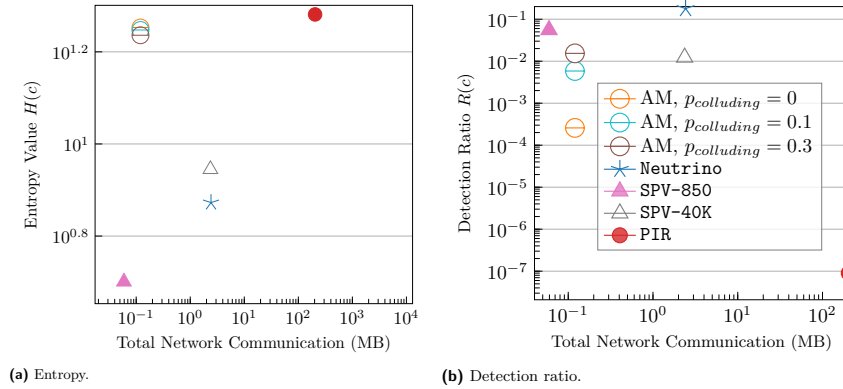 10^1.2
10^1
10^0.8
Entropy Value H(c)
10^−1 10^0 10^1 10^2 10^3 10^4
Total Network Communication (MB)
(a) Entropy.
10^−1
10^−2
10^−3
10^−4
10^−5
10^−6
10^−7
Detection Ratio R(c)
AM, p_colluding = 0
AM, p_colluding = 0.1
AM, p_colluding = 0.3
Neutrino
SPV-850
SPV-40K
PIR
10^−1 10^0 10^1 10^2
Total Network Communication (MB)
(b) Detection ratio.